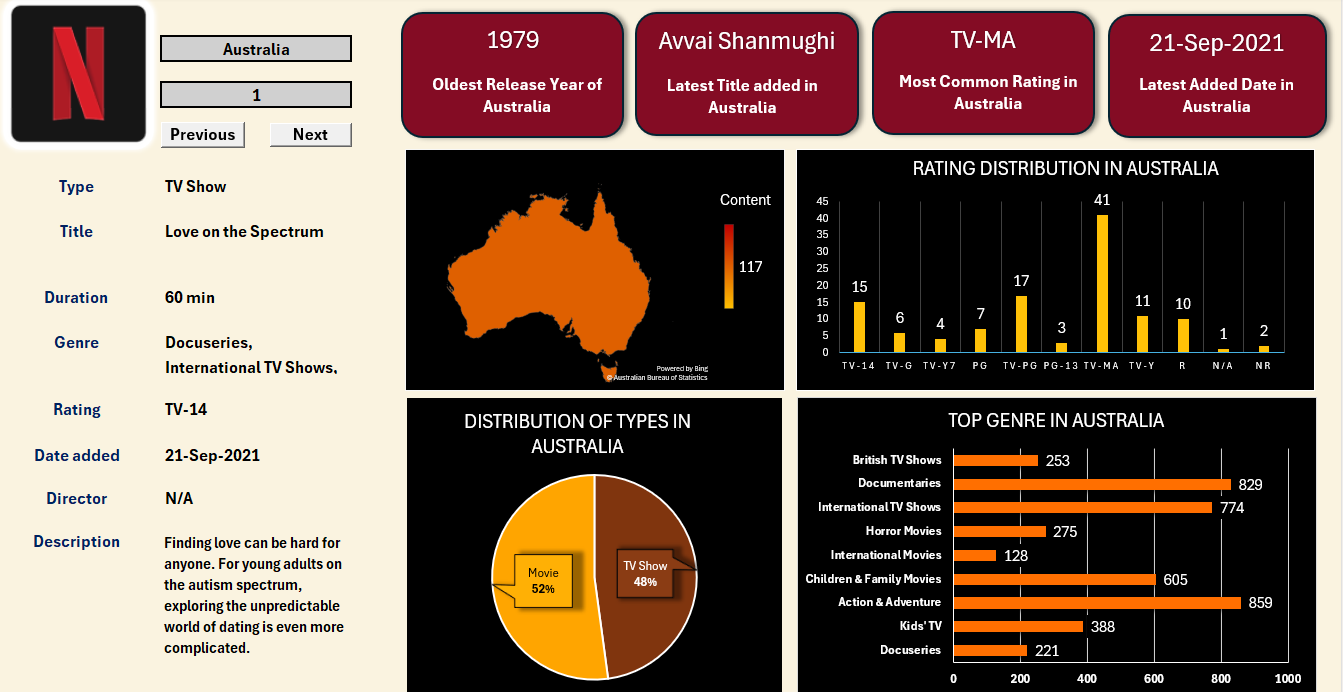 N
Australia
1
Previous
Next
Type
TV Show
Title
Love on the Spectrum
Duration
60 min
Genre
Docuseries,
International TV Shows,
Rating
TV-14
Date added
21-Sep-2021
Director
N/A
Description
Finding love can be hard for
anyone. For young adults on
the autism spectrum,
exploring the unpredictable
world of dating is even more
complicated.
1979
Oldest Release Year of
Australia
Avvai Shanmughi
Latest Title added in
Australia
TV-MA
Most Common Rating in
Australia
21-Sep-2021
Latest Added Date in
Australia
Content
117
Powered by Bing
© Australian Bureau of Statistics
RATING DISTRIBUTION IN AUSTRALIA
45
40
35
30
25
20
15
10
5
0
15
6
4
7
17
3
41
11
10
1
2
TV-14
TV-G
TV-Y7
PG
TV-PG
PG-13
TV-MA
TV-Y
R
N/A
NR
DISTRIBUTION OF TYPES IN
AUSTRALIA
Movie
52%
TV Show
48%
TOP GENRE IN AUSTRALIA
British TV Shows
253
Documentaries
829
International TV Shows
774
Horror Movies
275
International Movies
128
Children & Family Movies
605
Action & Adventure
859
Kids' TV
388
Docuseries
221
0
200
400
600
800
1000